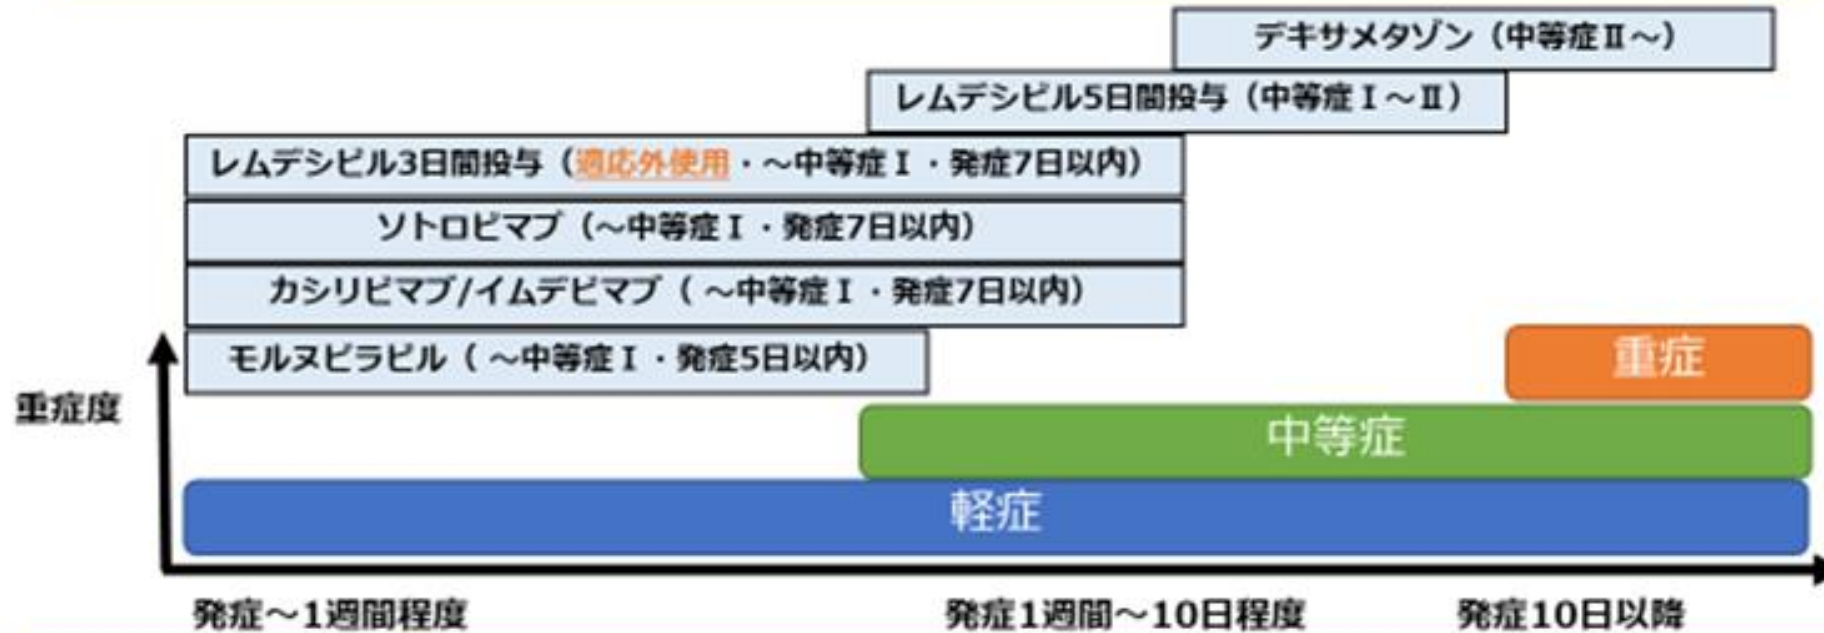 デキサメタゾン（中等症Ⅱ～）
レムデシビル5日間投与（中等症Ⅰ～Ⅱ）
レムデシビル3日間投与（適応外使用・～中等症Ⅰ・発症7日以内）
ソトロビマブ（～中等症Ⅰ・発症7日以内）
カシリビマブ/イムデビマブ（ ～中等症Ⅰ・発症7日以内）
モルヌピラビル（ ～中等症Ⅰ・発症5日以内）
重症
重症度
中等症
軽症
発症～1週間程度
発症1週間～10日程度
発症10日以降